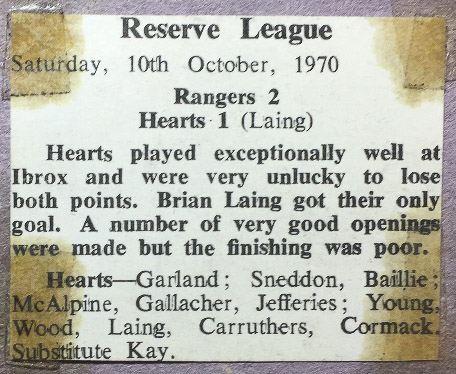 Reserve League
Saturday, 10th October, 1970
Rangers 2
Hearts 1 (Laing)
Hearts played exceptionally well at
Ibrox and were very unlucky to lose
both points. Brian Laing got their only
goal. A number of very good openings
were made but the finishing was poor.
Hearts—Garland; Sneddon, Baillie;
McAlpine, Gallacher, Jefferies; Young,
Wood, Laing, Carruthers, Cormack.
Substitute Kay.